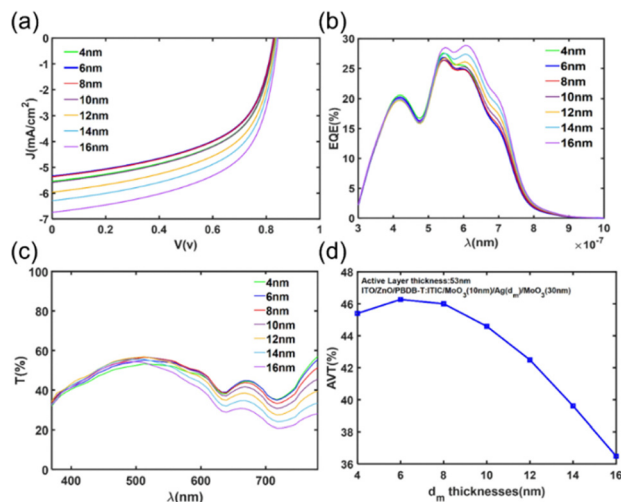 (a)
0
-1
-2
-3
-4
-5
-6
-7
J(mA/cm²)
4nm
6nm
8nm
10nm
12nm
14nm
16nm
0 0.2 0.4 0.6 0.8 1
V(v)
(b)
30
25
20
15
10
5
0
EQE(%)
4nm
6nm
8nm
10nm
12nm
14nm
16nm
3 4 5 6 7 8 9 10
λ(nm)
×10⁻⁷
(c)
100
80
60
40
20
0
T(%)
4nm
6nm
8nm
10nm
12nm
14nm
16nm
400 500 600 700
λ(nm)
(d)
46
44
42
40
38
36
AVT(%)
Active Layer thickness:53nm
ITO/ZnO/PBDB-T:ITIC/MoO₃(10nm)/Ag(dₘ)/MoO₃(30nm)
4 6 8 10 12 14 16
dₘ thicknesses(nm)